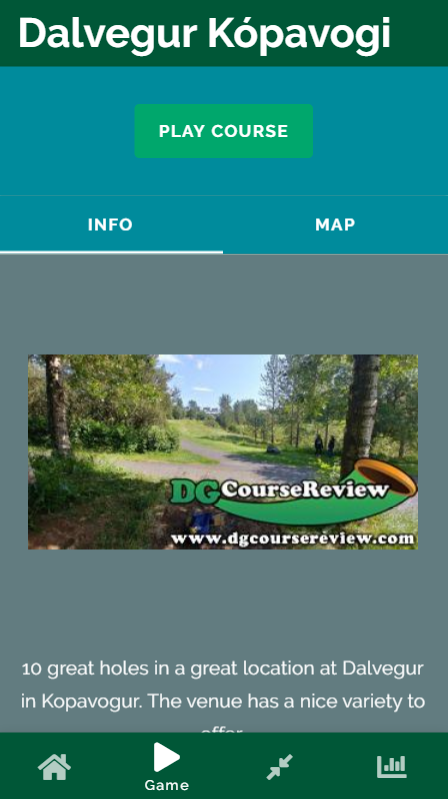 Dalvegur Kópavogi
PLAY COURSE
INFO
MAP
DGCourseReview
www.dgcoursereview.com
10 great holes in a great location at Dalvegur
in Kopavogur. The venue has a nice variety to
offer
Game